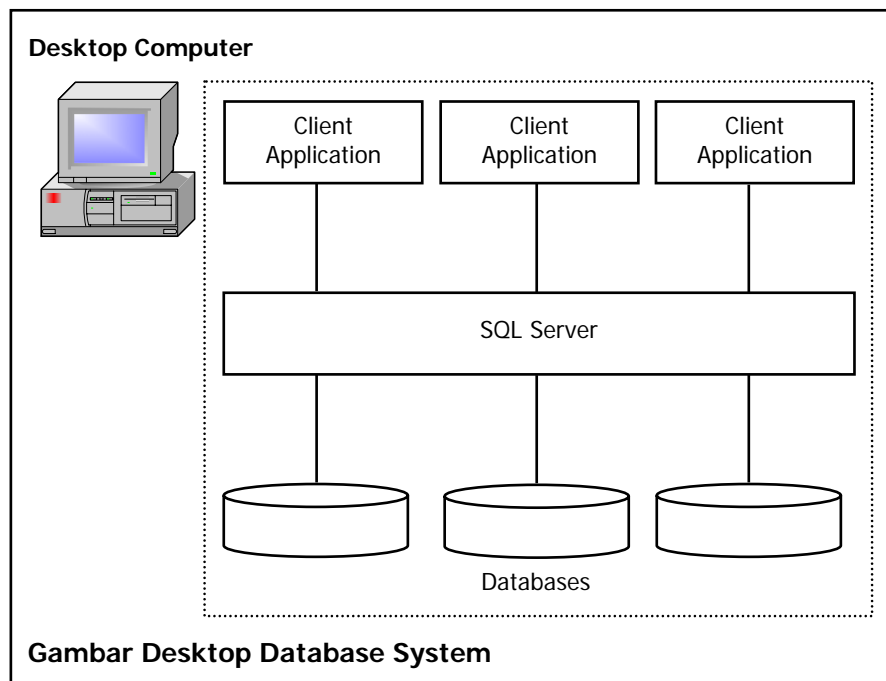 Desktop Computer
Client
Application
Client
Application
Client
Application
SQL Server
Databases
Gambar Desktop Database System